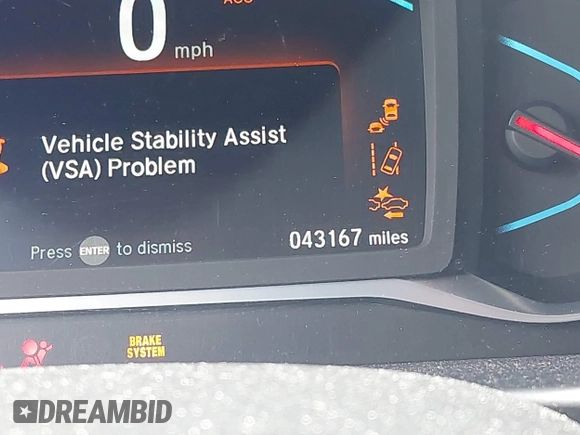 0 mph
Vehicle Stability Assist
(VSA) Problem
Press ENTER to dismiss
043167 miles
BRAKE
SYSTEM
DREAMBID